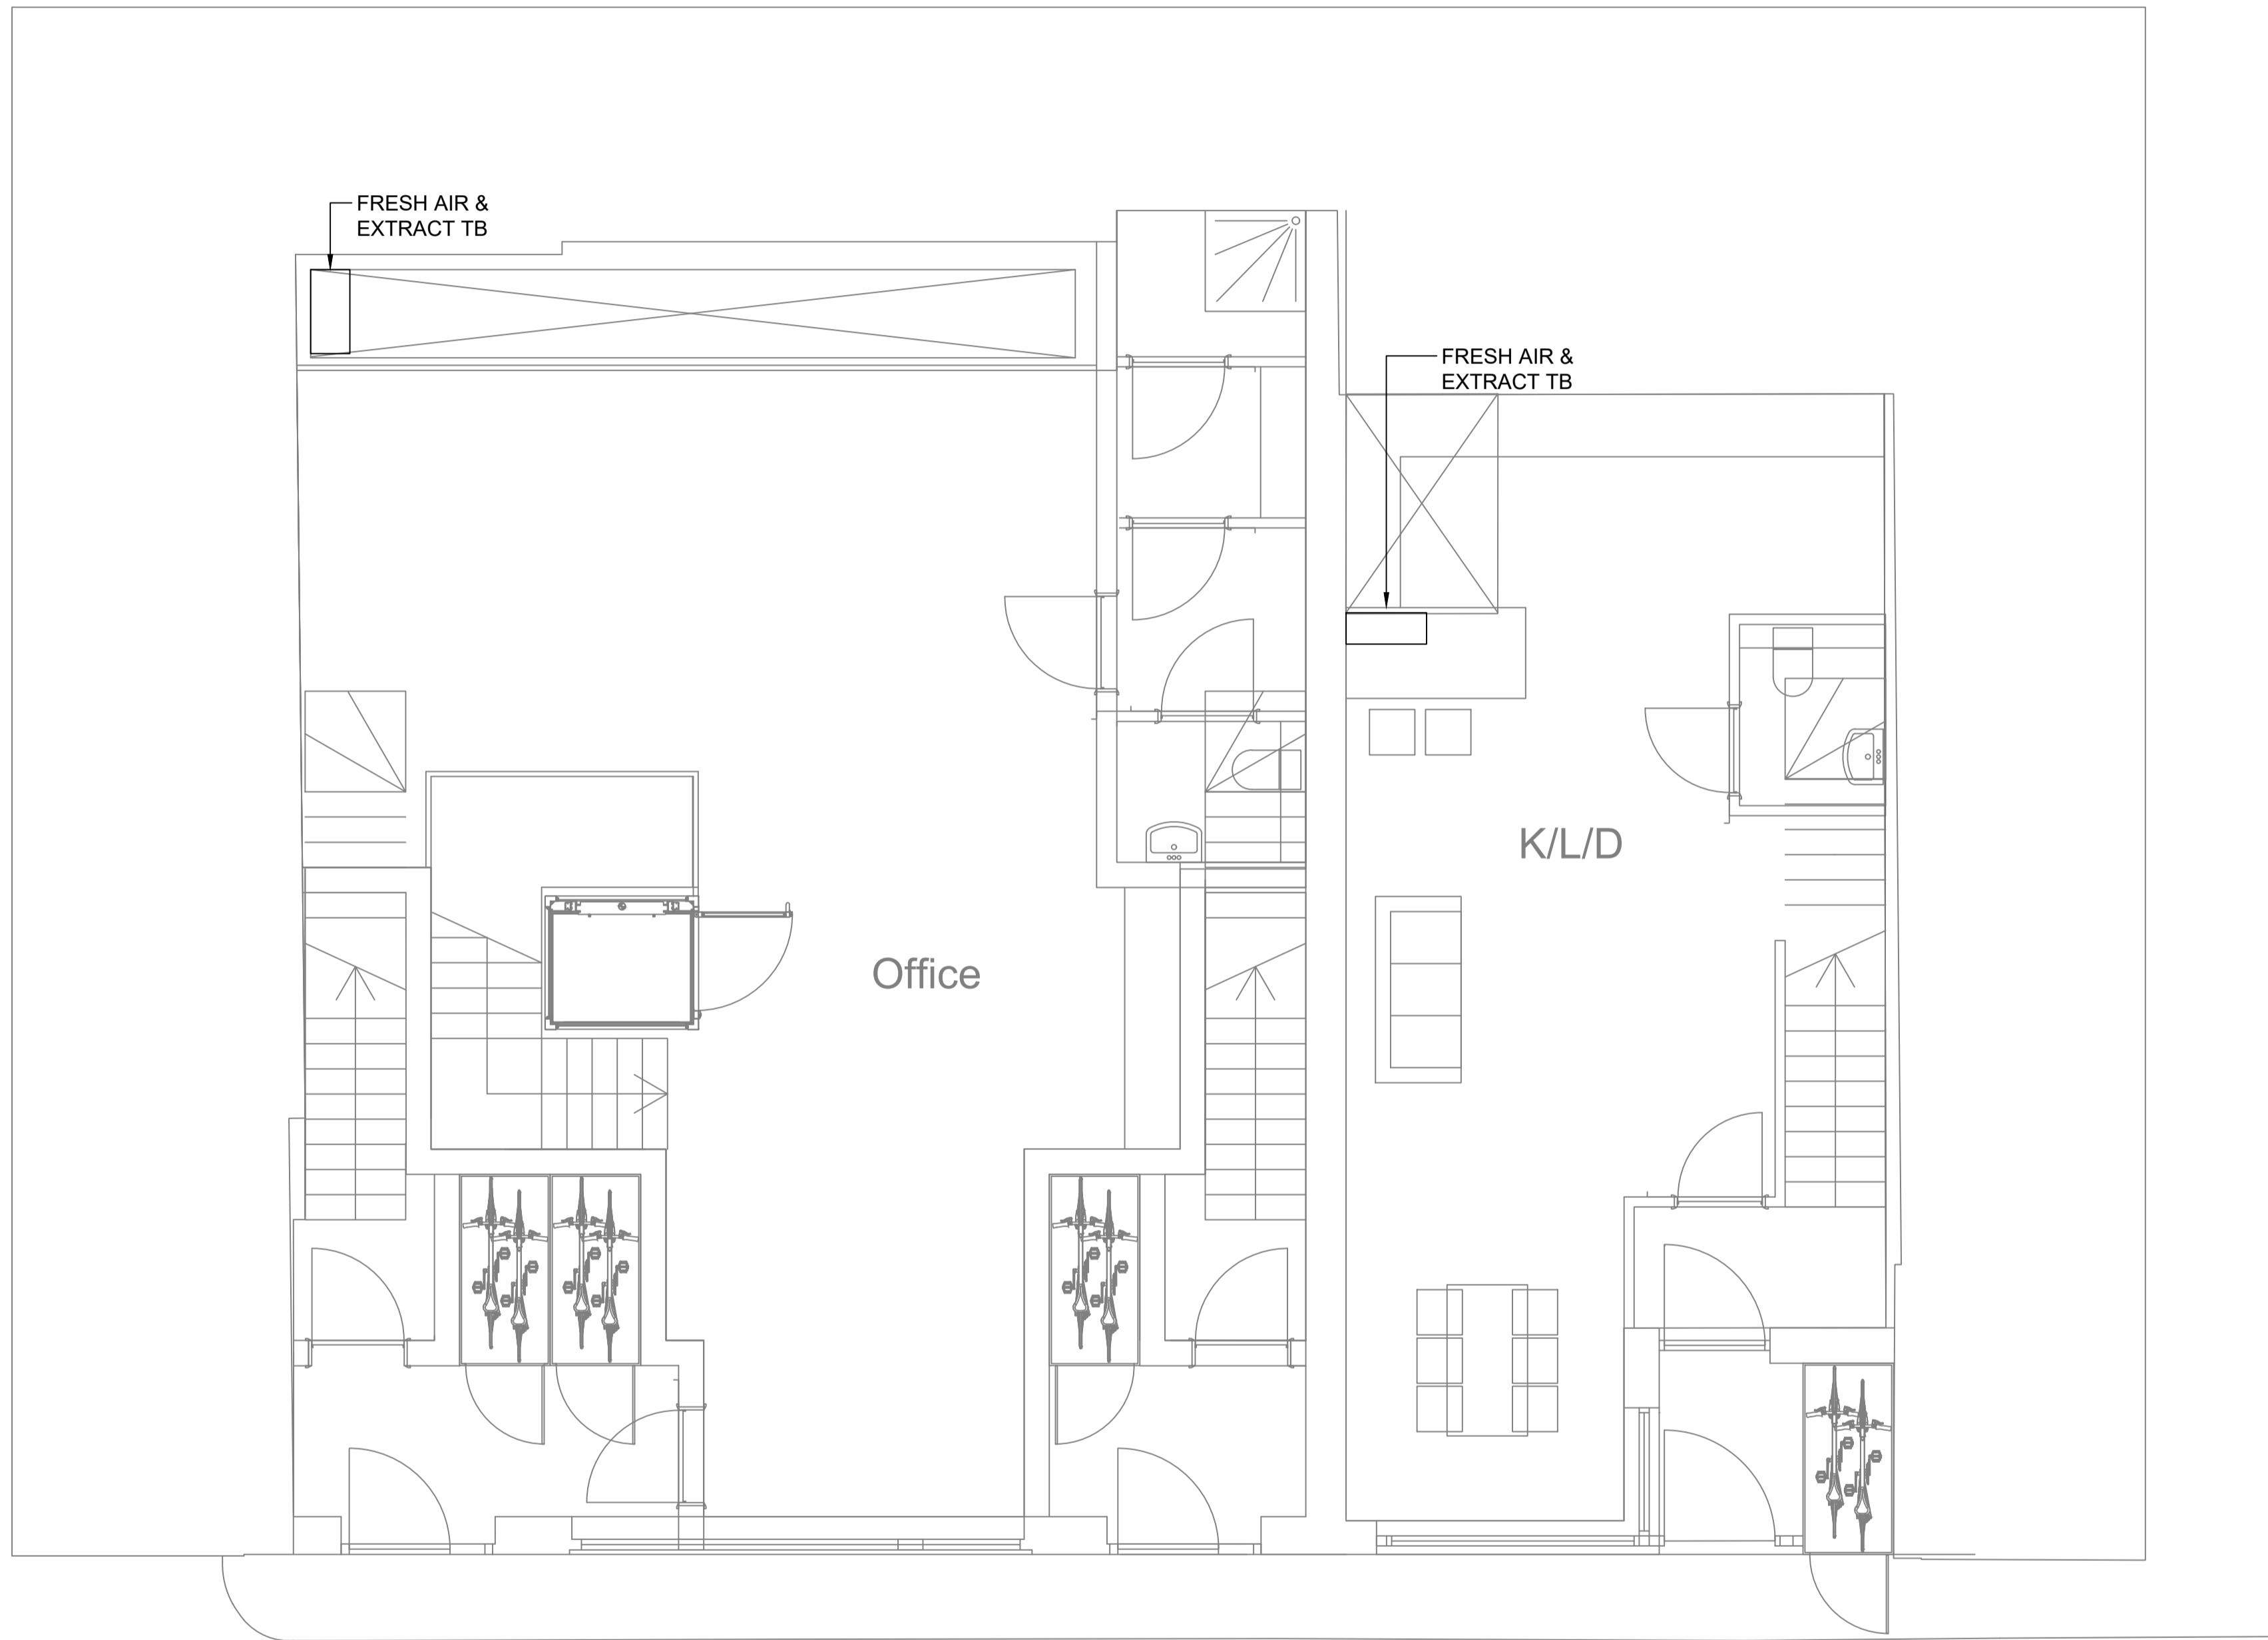 FRESH AIR &
EXTRACT TB
FRESH AIR &
EXTRACT TB
K/L/D
Office